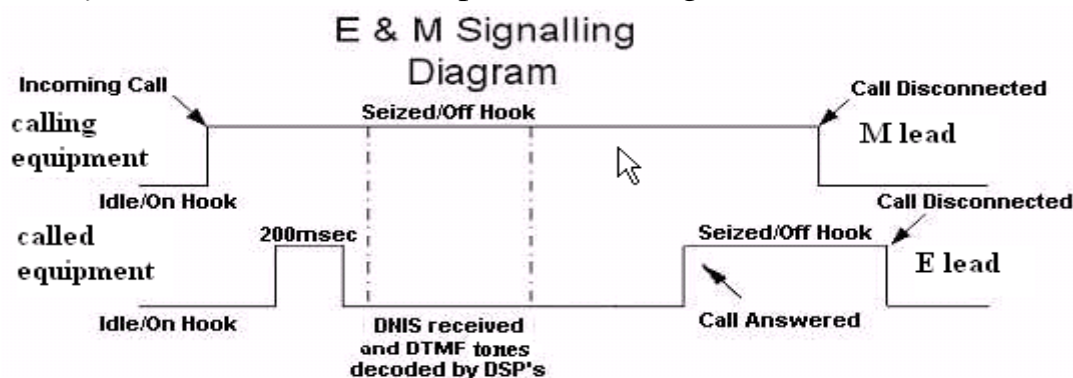 E & M Signalling
Diagram
Incoming Call
Call Disconnected
Seized/Off Hook
calling
equipment
M lead
Idle/On Hook
Call Disconnected
called
equipment
200msec
Seized/Off Hook
E lead
Idle/On Hook
DNIS received
and DTMF tones
decoded by DSP's
Call Answered